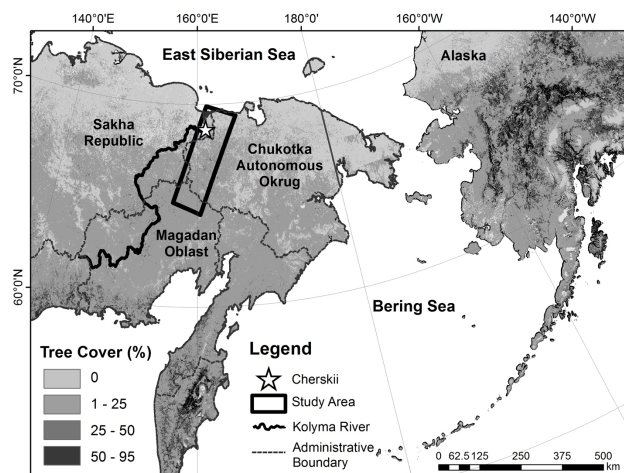 140°0'E
160°0'E
180°0'
160°0'W
140°0'W
70°0'N
60°0'N
East Siberian Sea
Alaska
Sakha
Republic
Chukotka
Autonomous
Okrug
Magadan
Oblast
Bering Sea
Tree Cover (%)
0
1 - 25
25 - 50
50 - 95
Legend
Cherskii
Study Area
Kolyma River
Administrative
Boundary
0 62.5 125 250 375 500
km